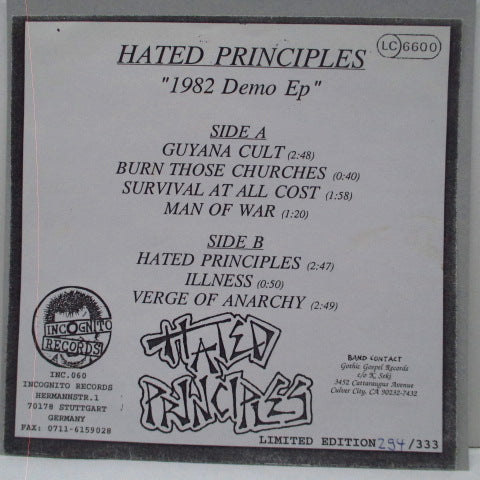 LC 6600
HATED PRINCIPLES
"1982 Demo Ep"
SIDE A
GUYANA CULT (2:48)
BURN THOSE CHURCHES (0:40)
SURVIVAL AT ALL COST (1:58)
MAN OF WAR (1:20)
SIDE B
HATED PRINCIPLES (2:47)
ILLNESS (0:50)
VERGE OF ANARCHY (2:49)
INCOGNITO
RECORDS
INC.060
INCOGNITO RECORDS
HERMANNSTR.1
70178 STUTTGART
GERMANY
FAX: 0711-6159028
HATED
PRINCIPLES
BAND CONTACT
Gothic Gospel Records
c/o K. Seki
3452 Cattaraugus Avenue
Culver City, CA 90232-7432
LIMITED EDITION 294/333